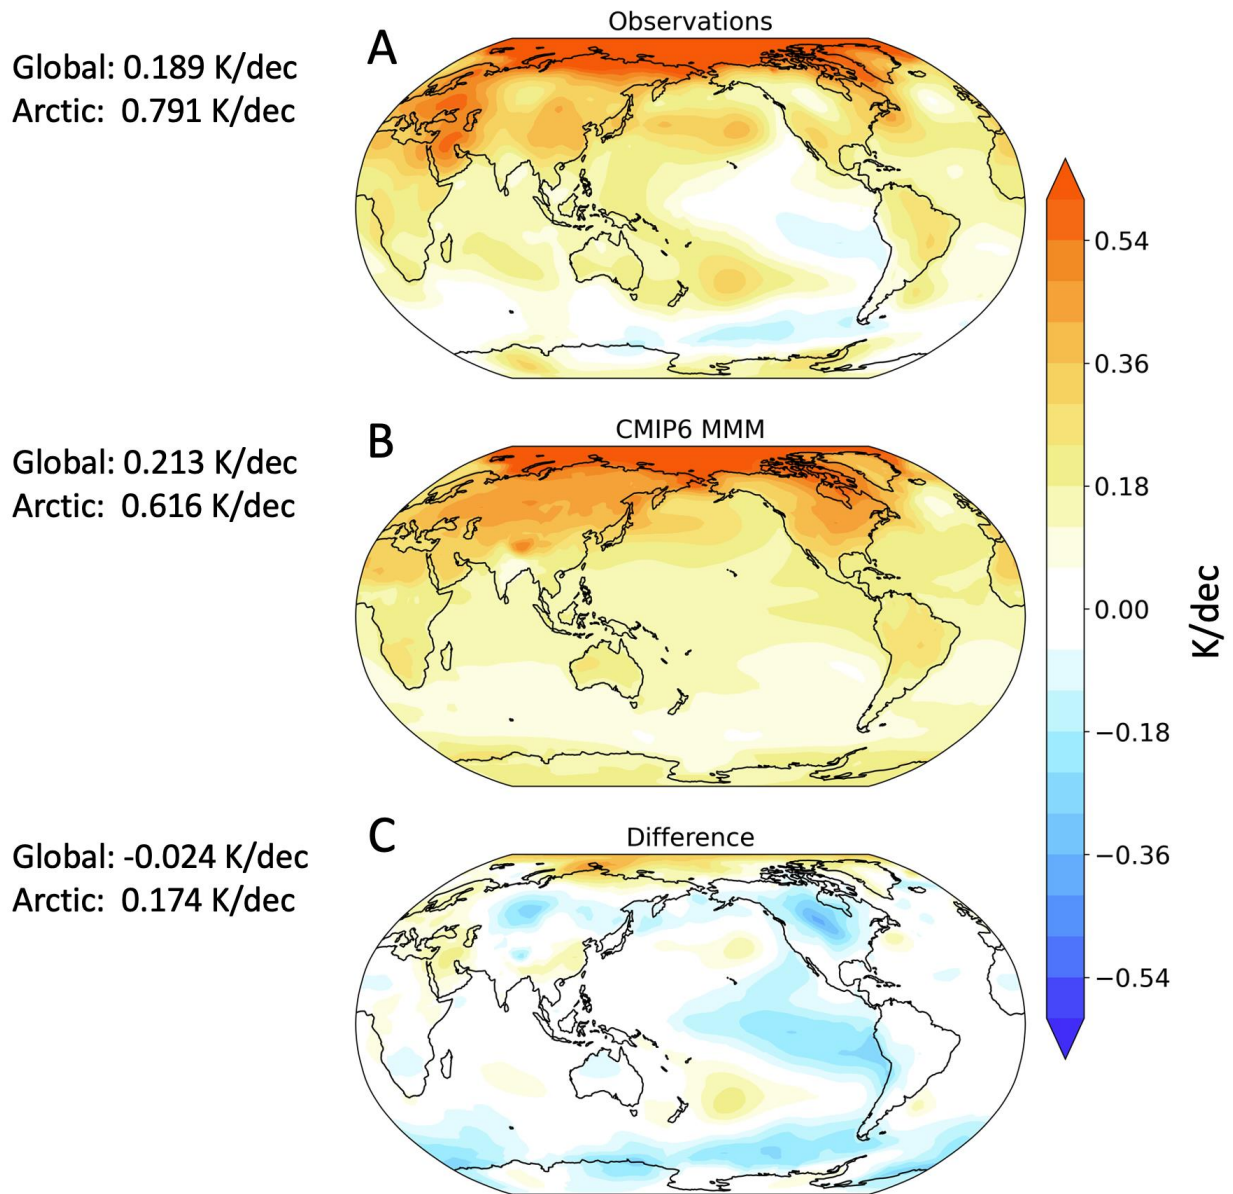 Observations
A
Global: 0.189 K/dec
Arctic: 0.791 K/dec
CMIP6 MMM
B
Global: 0.213 K/dec
Arctic: 0.616 K/dec
Difference
C
Global: -0.024 K/dec
Arctic: 0.174 K/dec
0.54
0.36
0.18
0.00
−0.18
−0.36
−0.54
K/dec